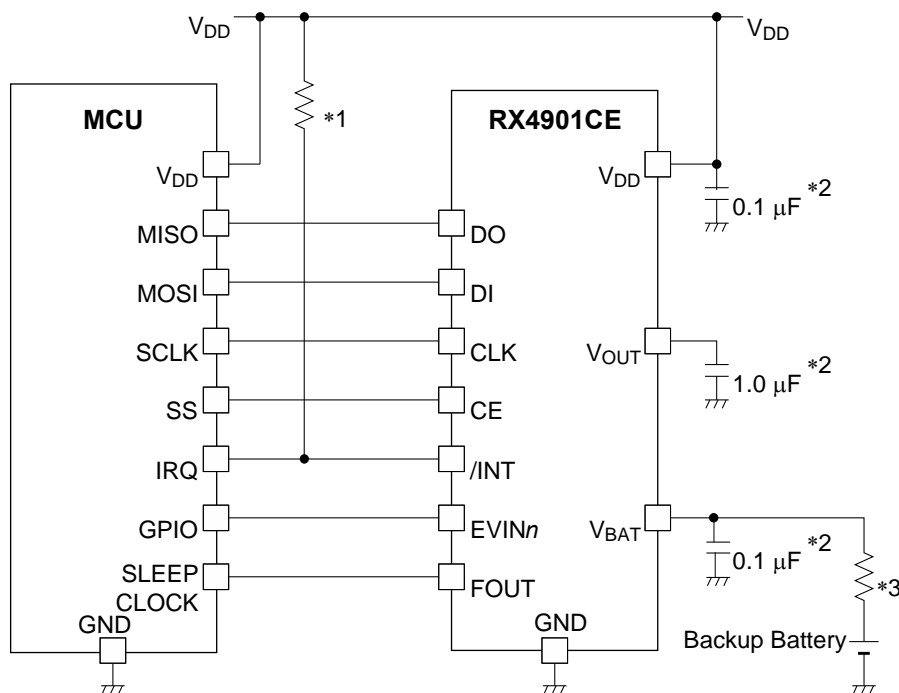 VDD
VDD
MCU
RX4901CE
*1
VDD
VDD
0.1 μF *2
MISO
DO
MOSI
DI
SCLK
CLK
VOUT
1.0 μF *2
SS
CE
IRQ
/INT
GPIO
EVINn
VBAT
0.1 μF *2
*3
SLEEP
CLOCK
FOUT
GND
GND
Backup Battery